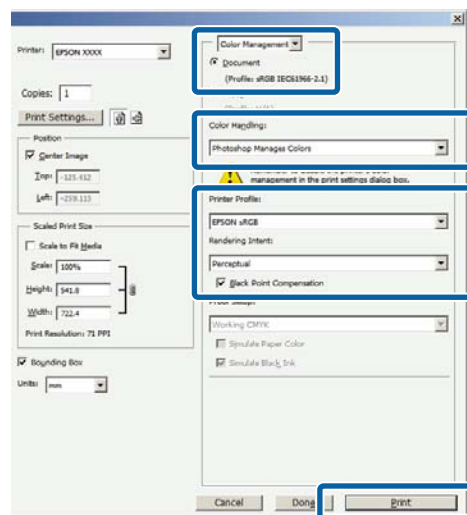 Printer: EPSON XXXX
Copies: 1
Print Settings...
Position
Center Image
Top: -125.412
Left: -259.113
Scaled Print Size
Scale to Fit Media
Scale: 100%
Height: 541.8
Width: 722.4
Print Resolution: 71 PPI
Bounding Box
Units: mm
Color Management
Document
(Profile: sRGB IEC61966-2.1)
Color Handling:
Photoshop Manages Colors
management in the print settings dialog box.
Printer Profile:
EPSON sRGB
Rendering Intent:
Perceptual
Black Point Compensation
Working CMYK
Simulate Paper Color
Simulate Black Ink
Cancel
Done
Print